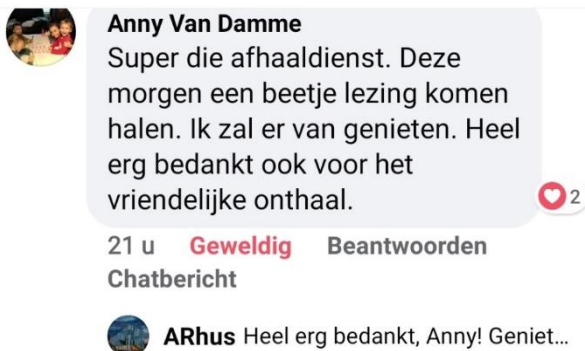 Anny Van Damme
Super die afhaaldienst. Deze
morgen een beetje lezing komen
halen. Ik zal er van genieten. Heel
erg bedankt ook voor het
vriendelijke onthaal.
2
21 u Geweldig Beantwoorden
Chatbericht
ARhus Heel erg bedankt, Anny! Geniet...